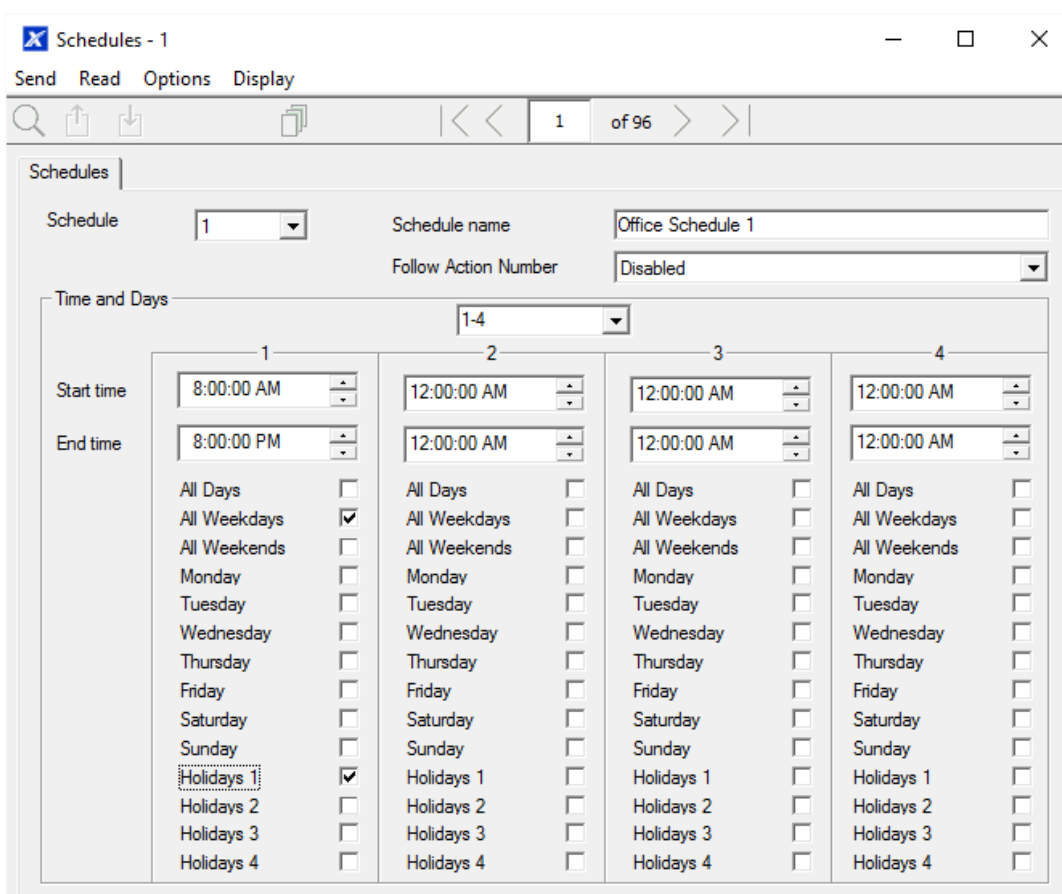 Schedules - 1
Send Read Options Display
1 of 96
Schedules
Schedule 1 Schedule name Office Schedule 1
Follow Action Number Disabled
Time and Days
1-4
1 2 3 4
Start time 8:00:00 AM 12:00:00 AM 12:00:00 AM 12:00:00 AM
End time 8:00:00 PM 12:00:00 AM 12:00:00 AM 12:00:00 AM
All Days All Days All Days All Days
All Weekdays All Weekdays All Weekdays All Weekdays
All Weekends All Weekends All Weekends All Weekends
Monday Monday Monday Monday
Tuesday Tuesday Tuesday Tuesday
Wednesday Wednesday Wednesday Wednesday
Thursday Thursday Thursday Thursday
Friday Friday Friday Friday
Saturday Saturday Saturday Saturday
Sunday Sunday Sunday Sunday
Holidays 1 Holidays 1 Holidays 1 Holidays 1
Holidays 2 Holidays 2 Holidays 2 Holidays 2
Holidays 3 Holidays 3 Holidays 3 Holidays 3
Holidays 4 Holidays 4 Holidays 4 Holidays 4